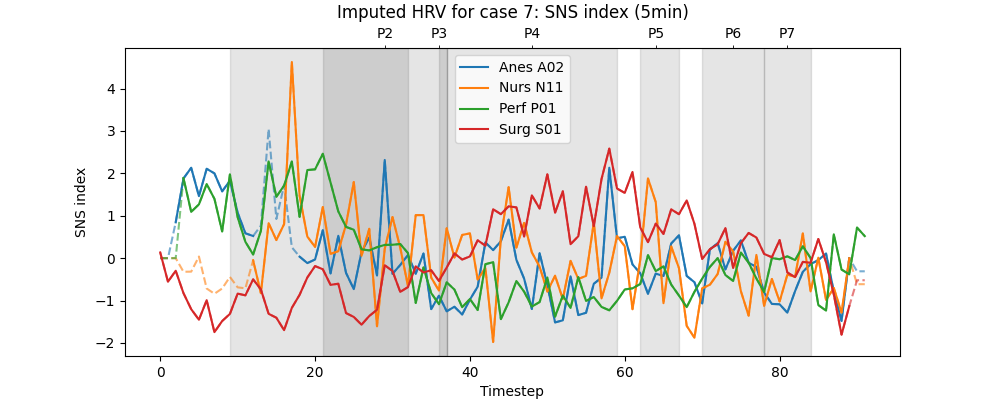 Imputed HRV for case 7: SNS index (5min)
P2 P3 P4 P5 P6 P7
Anes A02
Nurs N11
Perf P01
Surg S01
SNS index
4
3
2
1
0
−1
−2
0 20 40 60 80
Timestep